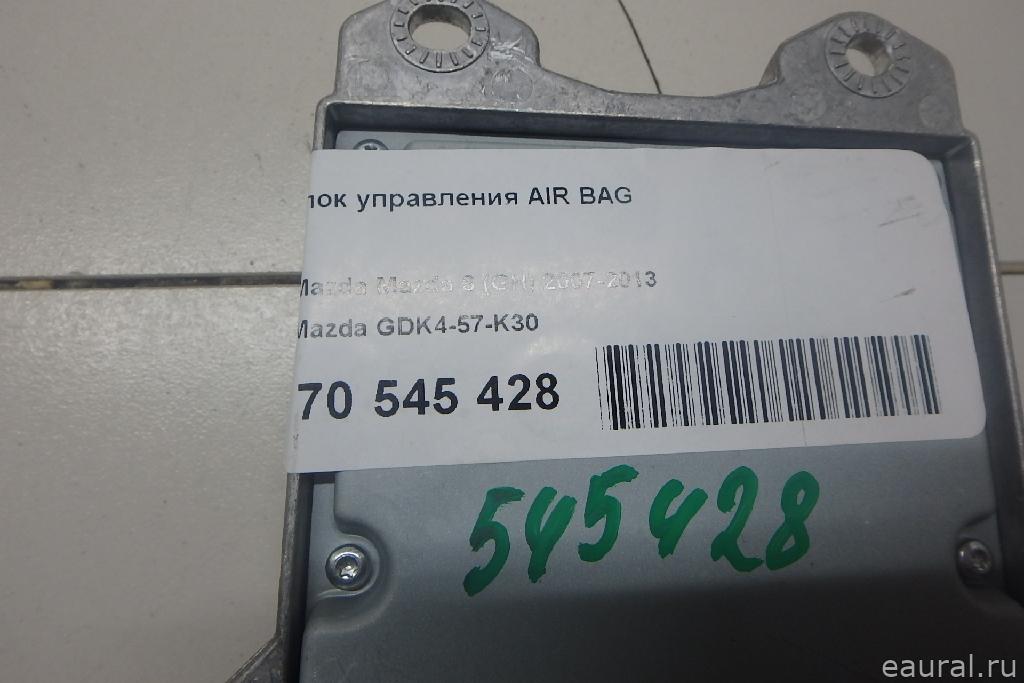 лок управления AIR BAG
Mazda Mazda 6 (GH) 2007-2013
Mazda GDK4-57-K30
70 545 428
545428
eaural.ru